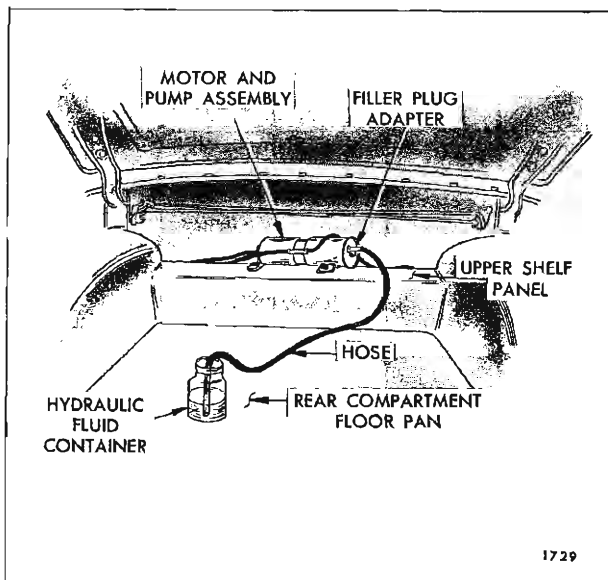 MOTOR AND
PUMP ASSEMBLY
FILLER PLUG
ADAPTER
UPPER SHELF
PANEL
HOSE
HYDRAULIC
FLUID
CONTAINER
REAR COMPARTMENT
FLOOR PAN
1729